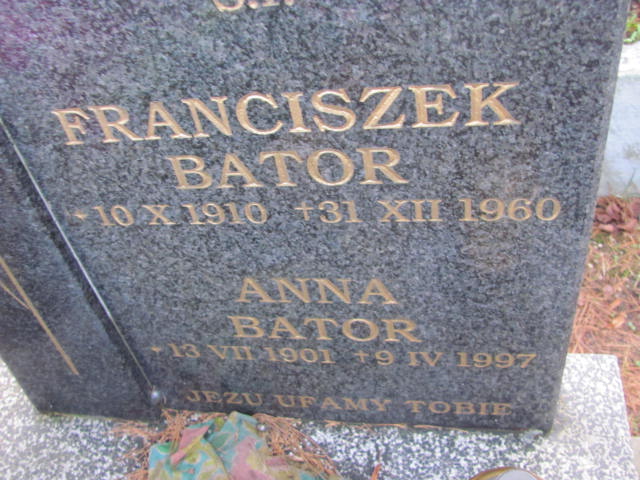 Ś.P.
FRANCISZEK
BATOR
*10 X 1910 +31 XII 1960
ANNA
BATOR
*13 VII 1901 +9 IV 1997
JEZU UFAMY TOBIE